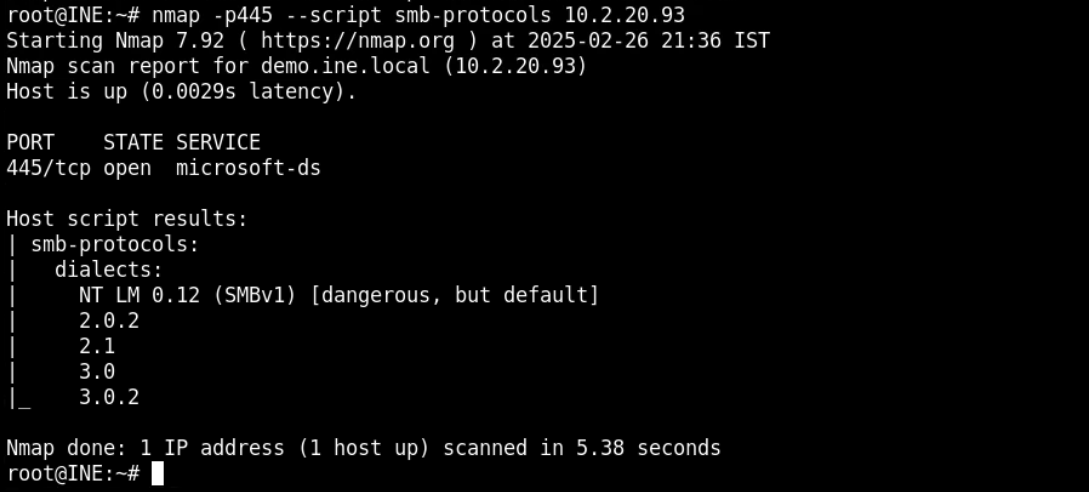 root@INE:~# nmap -p445 --script smb-protocols 10.2.20.93
Starting Nmap 7.92 ( https://nmap.org ) at 2025-02-26 21:36 IST
Nmap scan report for demo.ine.local (10.2.20.93)
Host is up (0.0029s latency).

PORT    STATE SERVICE
445/tcp open  microsoft-ds

Host script results:
| smb-protocols:
|   dialects:
|     NT LM 0.12 (SMBv1) [dangerous, but default]
|     2.0.2
|     2.1
|     3.0
|_    3.0.2

Nmap done: 1 IP address (1 host up) scanned in 5.38 seconds
root@INE:~#